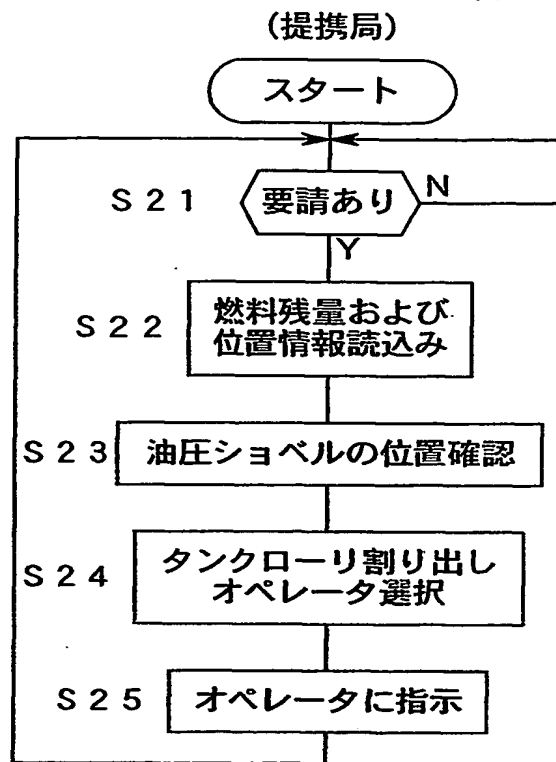 (提携局)
スタート
S21
要請あり
N
Y
S22
燃料残量および
位置情報読込み
S23
油圧ショベルの位置確認
S24
タンクローリ割り出し
オペレータ選択
S25
オペレータに指示